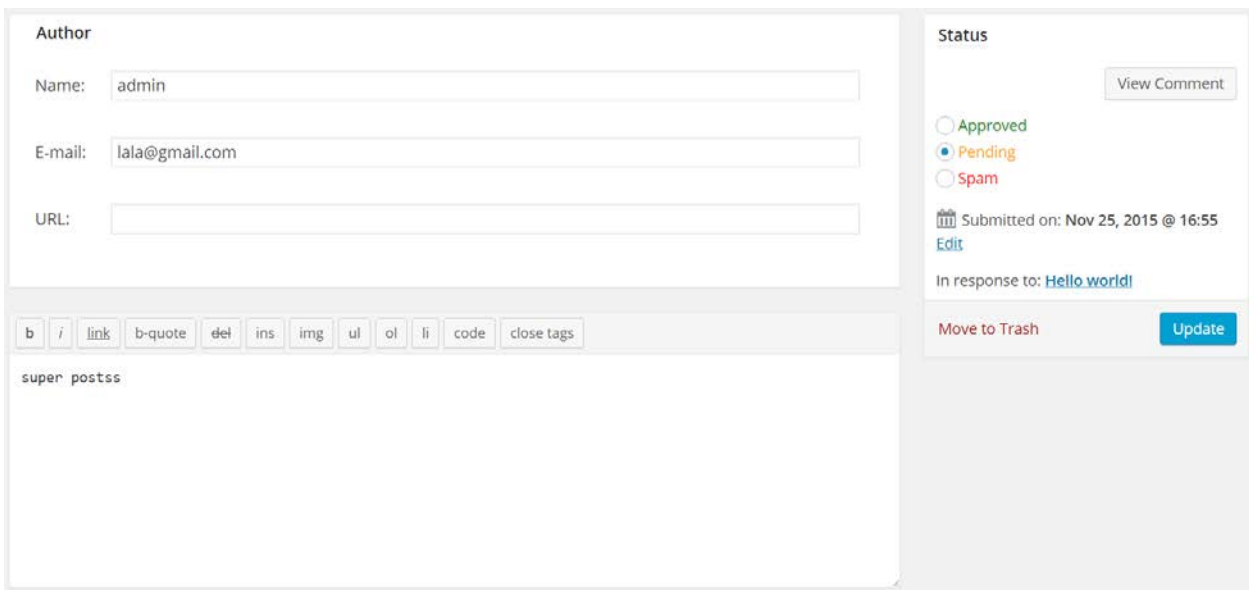 Author
Name: admin
E-mail: lala@gmail.com
URL:
b i link b-quote del ins img ul ol li code close tags
super postss
Status
View Comment
Approved
Pending
Spam
Submitted on: Nov 25, 2015 @ 16:55
Edit
In response to: Hello world!
Move to Trash Update